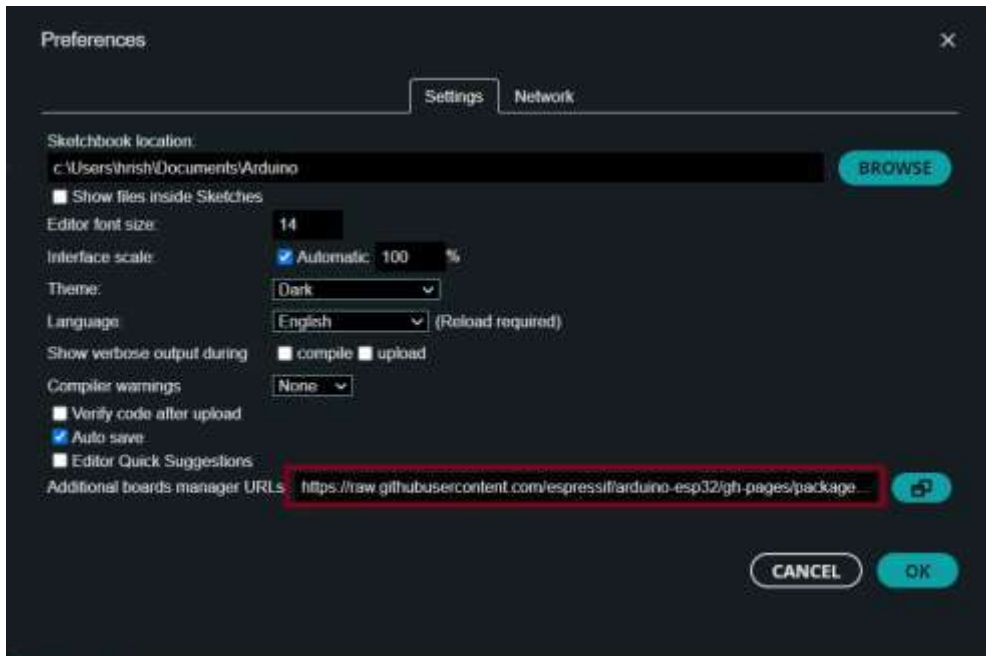 Preferences
Settings Network
Sketchbook location:
c:\Users\hrish\Documents\Arduino
BROWSE
Show files inside Sketches
Editor font size: 14
Interface scale: Automatic 100 %
Theme: Dark
Language: English (Reload required)
Show verbose output during compile upload
Compiler warnings None
Verify code after upload
Auto save
Editor Quick Suggestions
Additional boards manager URLs: https://raw.githubusercontent.com/espressif/arduino-esp32/gh-pages/package...
CANCEL OK